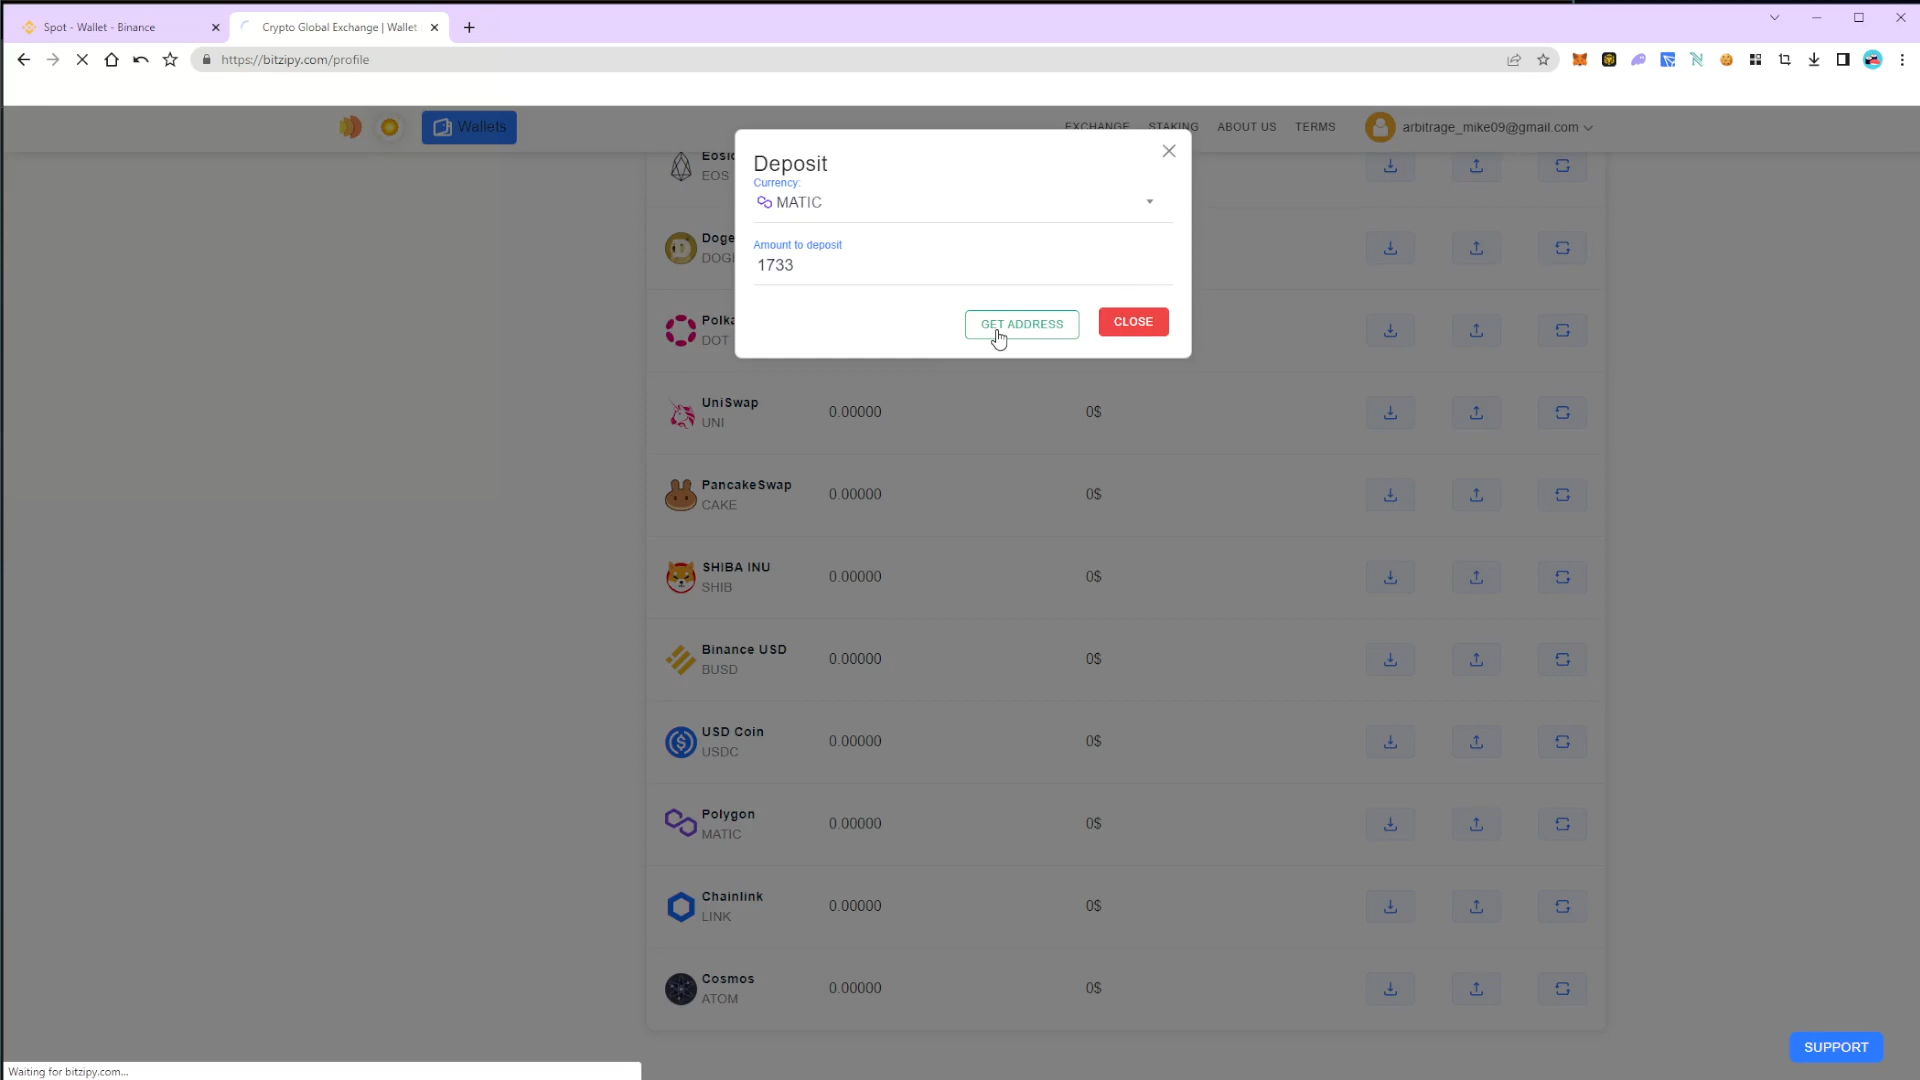 Spot - Wallet - Binance
Crypto Global Exchange | Wallet
https://bitzipy.com/profile
Wallets
EXCHANGE
STAKING
ABOUT US
TERMS
arbitrage_mike09@gmail.com
Deposit
Currency:
MATIC
Amount to deposit
1733
GET ADDRESS
CLOSE
EOS
Doge
DOG
Polka
DOT
UniSwap
UNI
0.00000
0$
PancakeSwap
CAKE
0.00000
0$
SHIBA INU
SHIB
0.00000
0$
Binance USD
BUSD
0.00000
0$
USD Coin
USDC
0.00000
0$
Polygon
MATIC
0.00000
0$
Chainlink
LINK
0.00000
0$
Cosmos
ATOM
0.00000
0$
SUPPORT
Waiting for bitzipy.com...